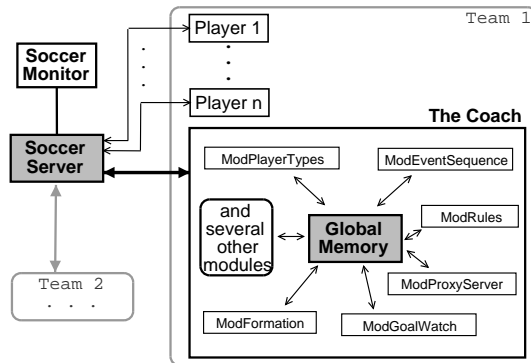 Team 1
Player 1
.
.
.
.
.
.
Player n
Soccer
Monitor
Soccer
Server
The Coach
ModPlayerTypes
ModEventSequence
and
several
other
modules
Global
Memory
ModRules
ModProxyServer
ModFormation
ModGoalWatch
Team 2
. . .